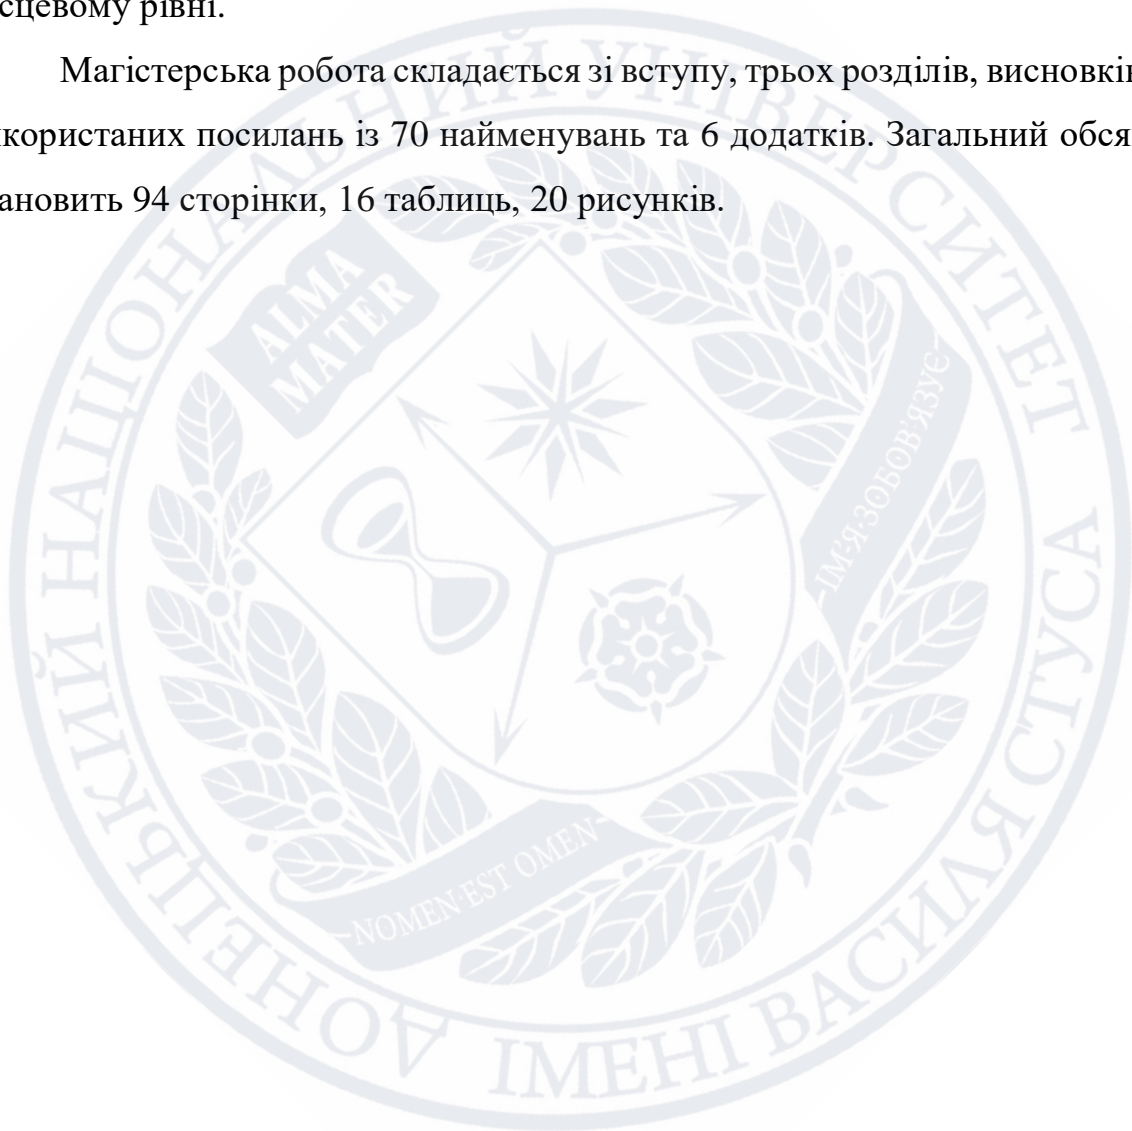 сцевому рівні.
Магістерська робота складається зі вступу, трьох розділів, висновків
користаних посилань із 70 найменувань та 6 додатків. Загальний обся
ановить 94 сторінки, 16 таблиць, 20 рисунків.
ДОНЕЦЬКИЙ НАЦІОНАЛЬНИЙ УНІВЕРСИТЕТ ІМЕНІ ВАСИЛЯ СТУСА
ALMA
MATER
ІМ'Я·ЗОБОВ'ЯЗУЄ
NOMEN·EST OMEN